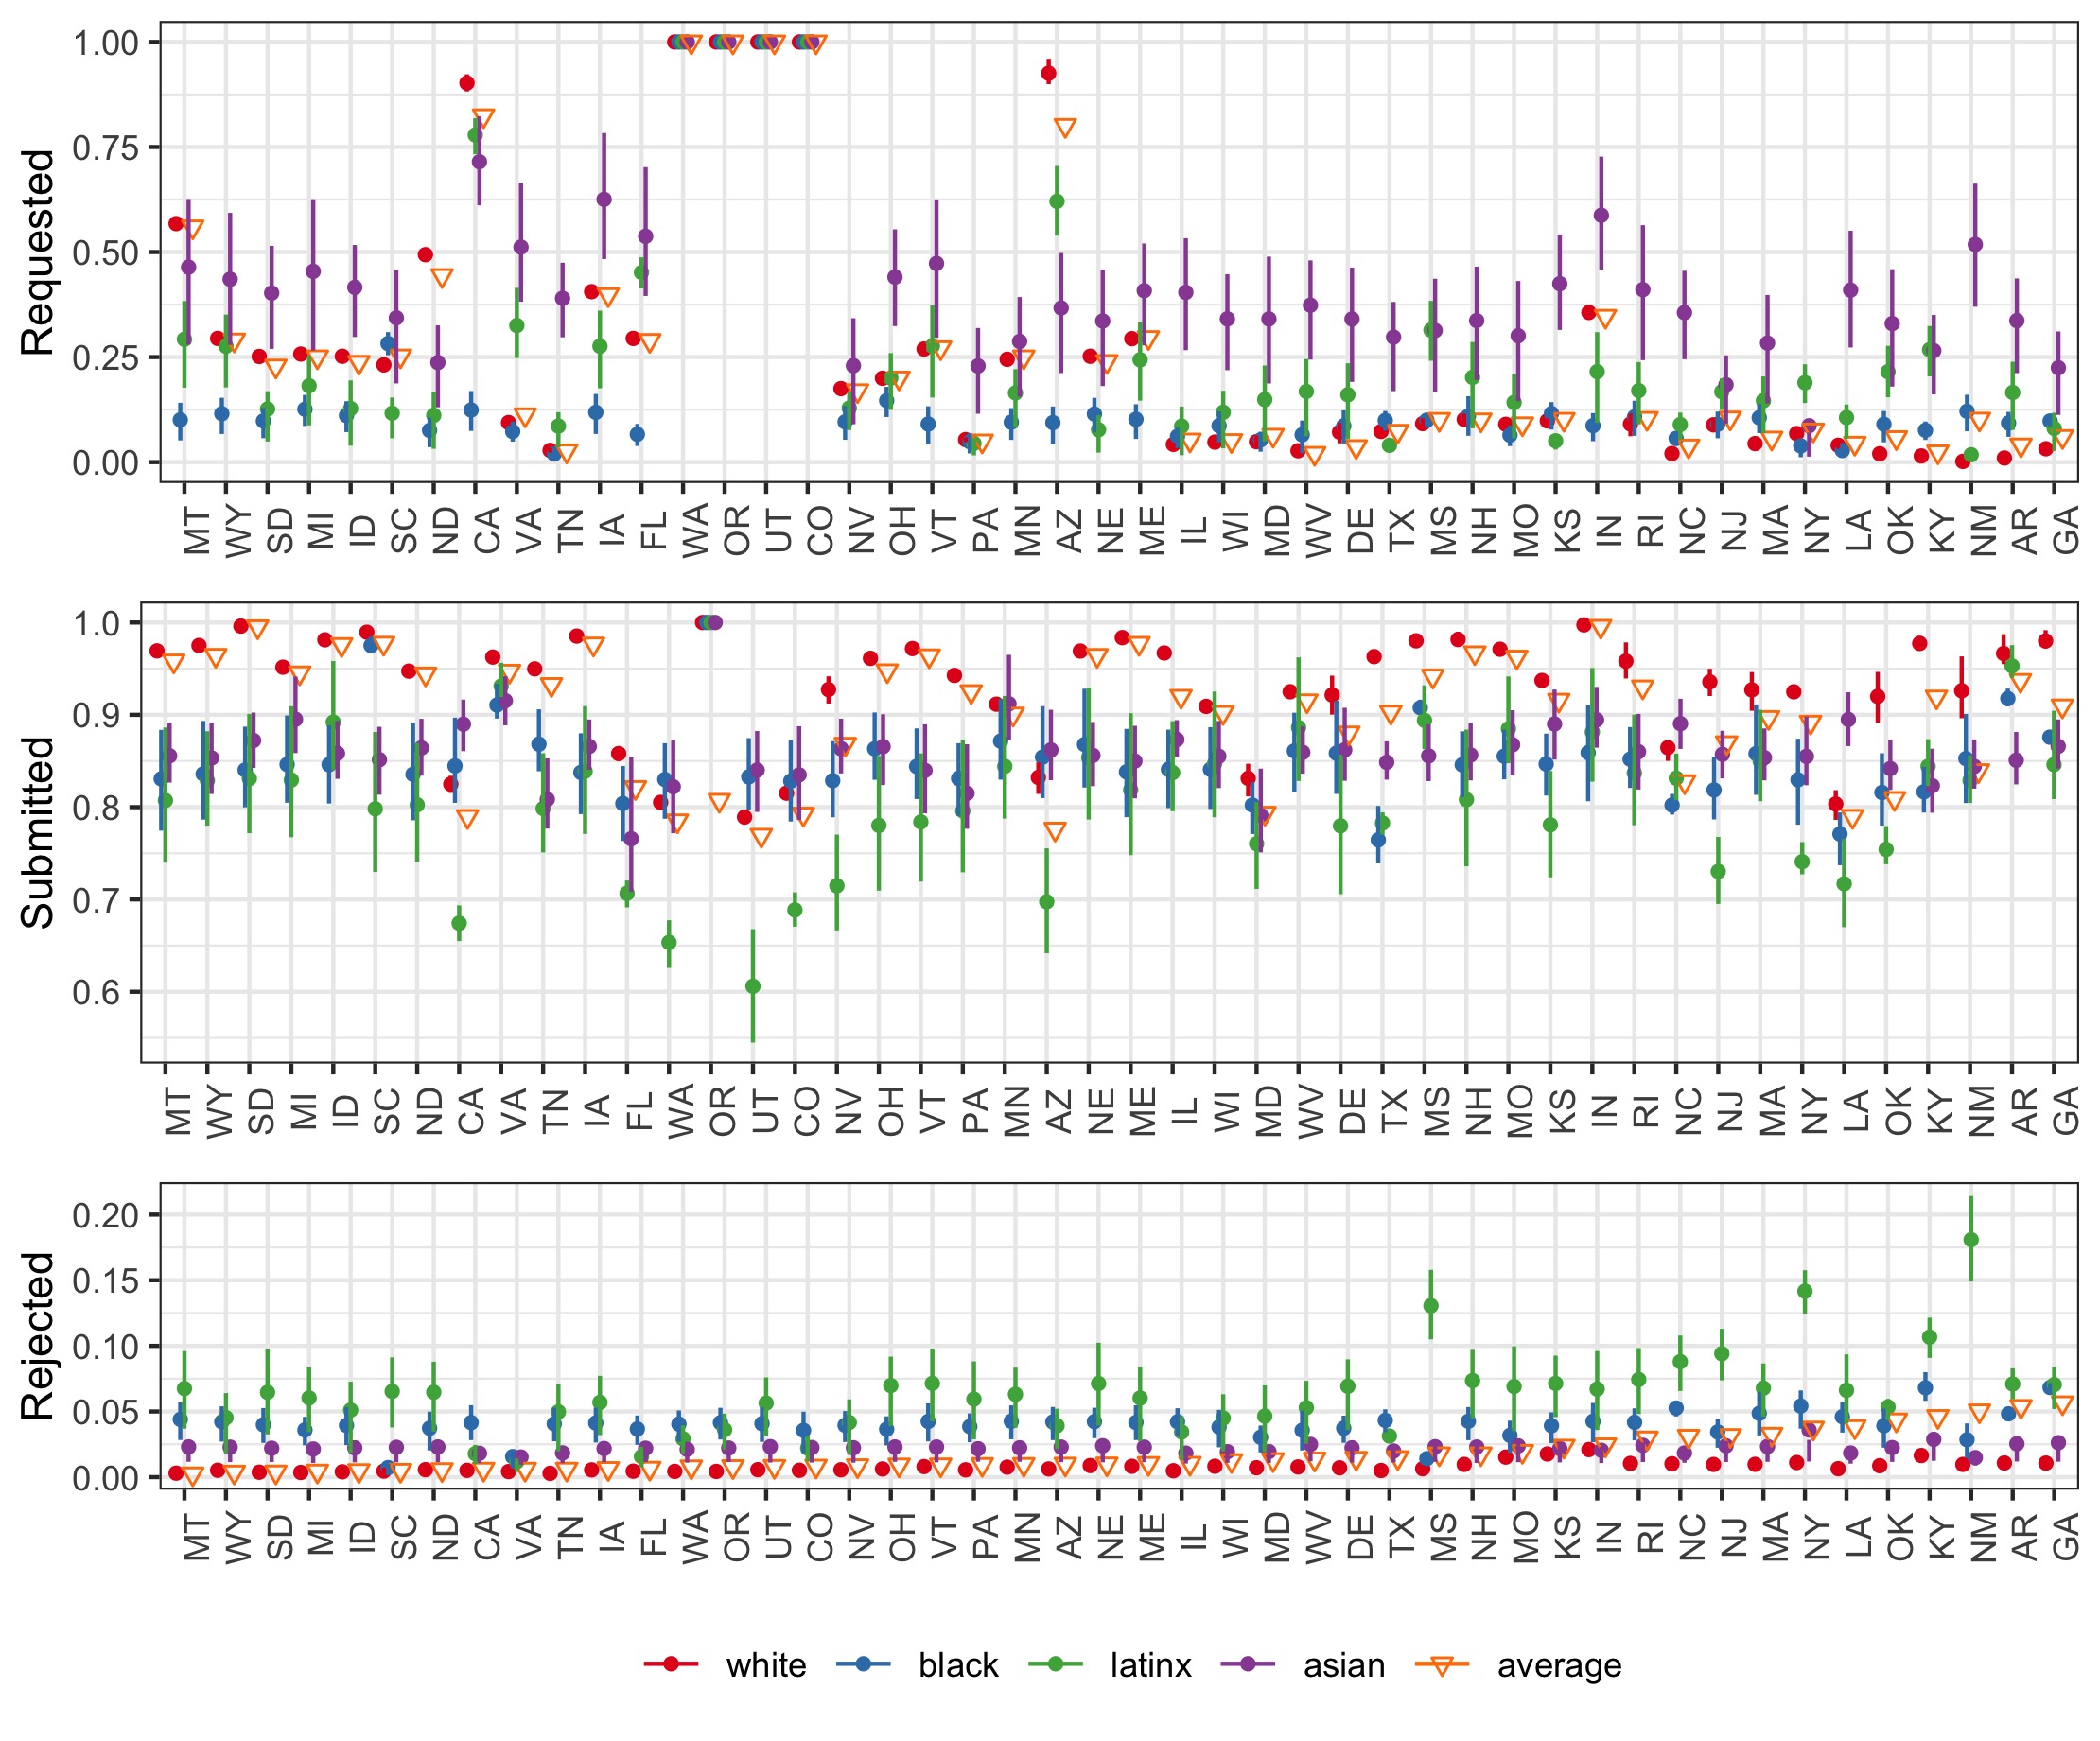 Requested
1.00
0.75
0.50
0.25
0.00
MT WY SD MI ID SC ND CA VA TN IA FL WA OR UT CO NV OH VT PA MN AZ NE ME IL WI MD WV DE TX MS NH MO KS IN RI NC NJ MA NY LA OK KY NM AR GA
Submitted
1.0
0.9
0.8
0.7
0.6
MT WY SD MI ID SC ND CA VA TN IA FL WA OR UT CO NV OH VT PA MN AZ NE ME IL WI MD WV DE TX MS NH MO KS IN RI NC NJ MA NY LA OK KY NM AR GA
Rejected
0.20
0.15
0.10
0.05
0.00
MT WY SD MI ID SC ND CA VA TN IA FL WA OR UT CO NV OH VT PA MN AZ NE ME IL WI MD WV DE TX MS NH MO KS IN RI NC NJ MA NY LA OK KY NM AR GA
white black latinx asian average